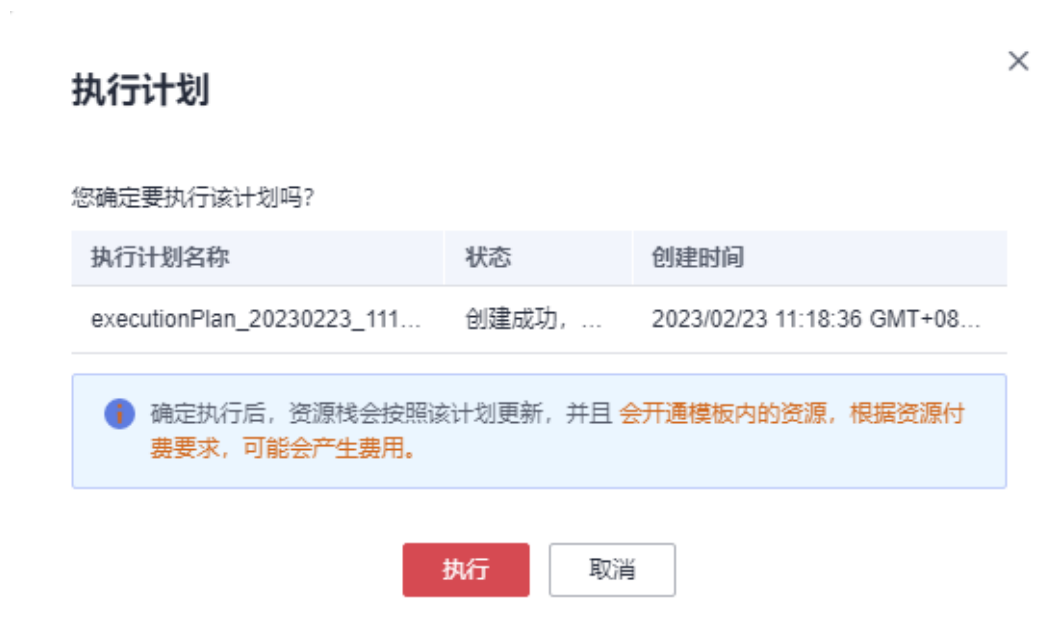 执行计划
您确定要执行该计划吗?
执行计划名称 状态 创建时间
executionPlan_20230223_111... 创建成功，... 2023/02/23 11:18:36 GMT+08...
确定执行后，资源栈会按照该计划更新，并且 会开通模板内的资源，根据资源付
费要求，可能会产生费用。
执行 取消